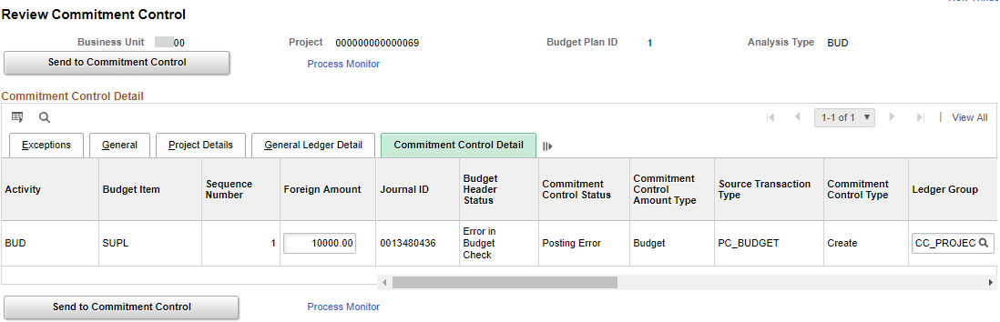 Review Commitment Control
Business Unit 00 Project 000000000000069 Budget Plan ID 1 Analysis Type BUD
Send to Commitment Control Process Monitor
Commitment Control Detail
1-1 of 1 View All
Exceptions General Project Details General Ledger Detail Commitment Control Detail
Activity Budget Item Sequence Number Foreign Amount Journal ID Budget Header Status Commitment Control Status Commitment Control Amount Type Source Transaction Type Commitment Control Type Ledger Group
BUD SUPL 1 10000.00 0013480436 Error in Budget Check Posting Error Budget PC_BUDGET Create CC_PROJEC
Send to Commitment Control Process Monitor